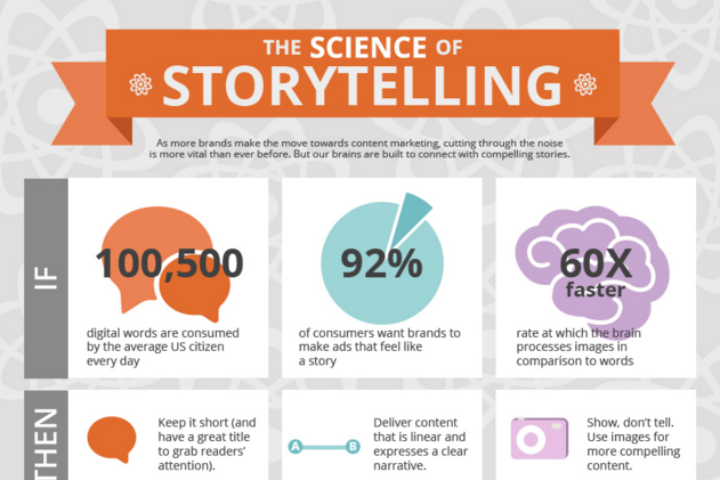 THE SCIENCE OF
STORYTELLING
As more brands make the move towards content marketing, cutting through the noise
is more vital than ever before. But our brains are built to connect with compelling stories.
IF
100,500
digital words are consumed
by the average US citizen
every day
92%
of consumers want brands to
make ads that feel like
a story
60X
faster
rate at which the brain
processes images in
comparison to words
THEN
Keep it short (and
have a great title
to grab readers'
attention).
A B
Deliver content
that is linear and
expresses a clear
narrative.
Show, don't tell.
Use images for
more compelling
content.